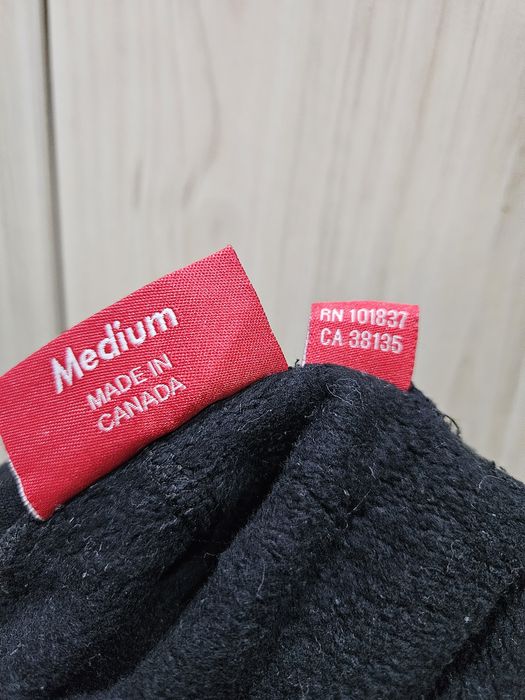 Medium
MADE IN
CANADA
RN 101837
CA 38135